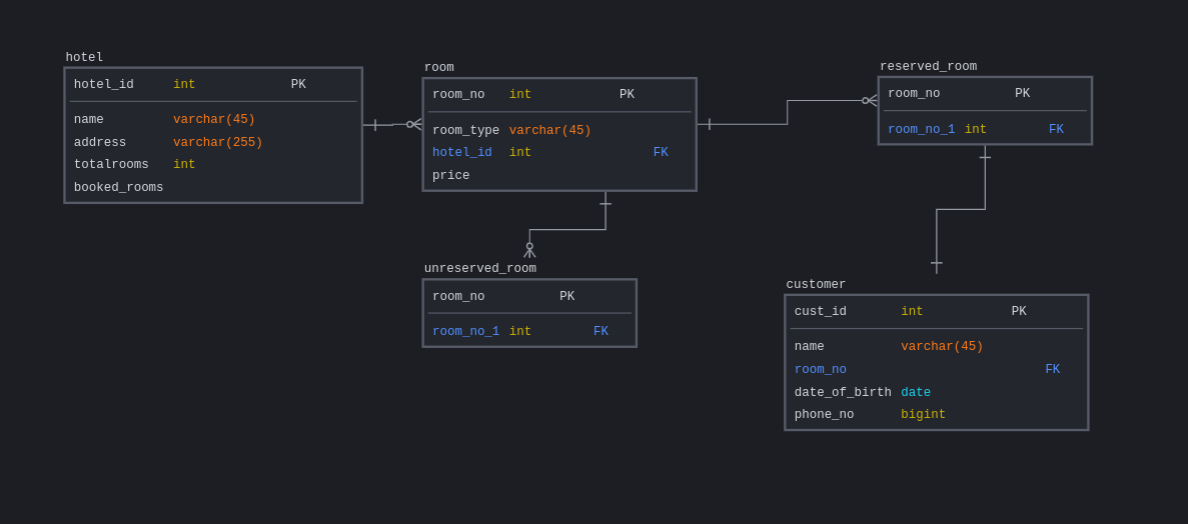 hotel
hotel_id int PK
name varchar(45)
address varchar(255)
totalrooms int
booked_rooms
room
room_no int PK
room_type varchar(45)
hotel_id int FK
price
reserved_room
room_no PK
room_no_1 int FK
unreserved_room
room_no PK
room_no_1 int FK
customer
cust_id int PK
name varchar(45)
room_no FK
date_of_birth date
phone_no bigint